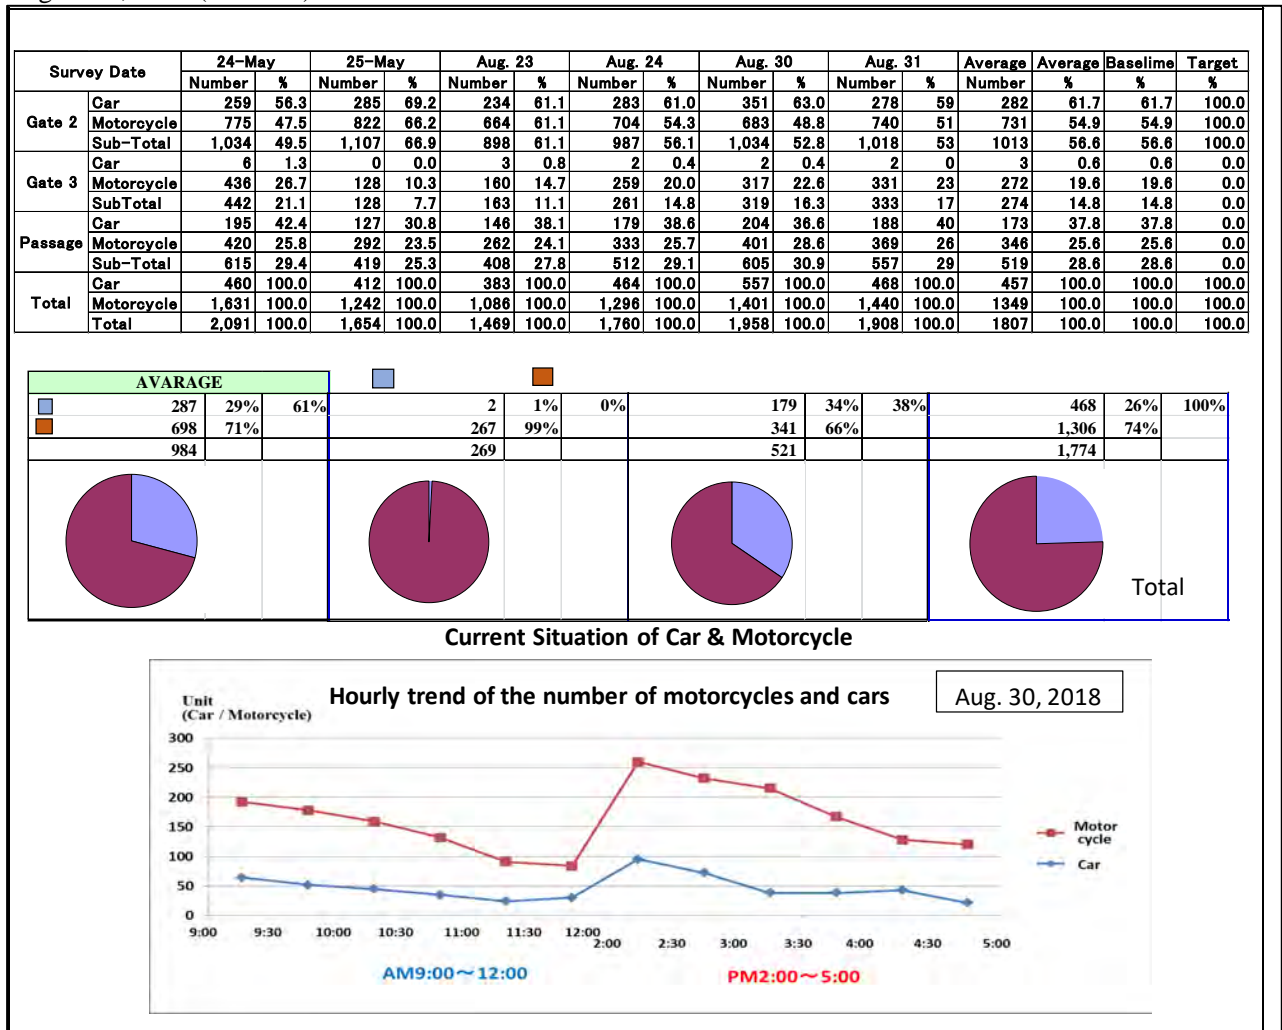 Survey Date 24-May 25-May Aug. 23 Aug. 24 Aug. 30 Aug. 31 Average Average Baselime Target
Number % Number % Number % Number % Number % Number % Number % % %
Gate 2 Car 259 56.3 285 69.2 234 61.1 283 61.0 351 63.0 278 59 282 61.7 61.7 100.0
Motorcycle 775 47.5 822 66.2 664 61.1 704 54.3 683 48.8 740 51 731 54.9 54.9 100.0
Sub-Total 1,034 49.5 1,107 66.9 898 61.1 987 56.1 1,034 52.8 1,018 53 1013 56.6 56.6 100.0
Gate 3 Car 6 1.3 0 0.0 3 0.8 2 0.4 2 0.4 2 0 3 0.6 0.6 0.0
Motorcycle 436 26.7 128 10.3 160 14.7 259 20.0 317 22.6 331 23 272 19.6 19.6 0.0
SubTotal 442 21.1 128 7.7 163 11.1 261 14.8 319 16.3 333 17 274 14.8 14.8 0.0
Passage Car 195 42.4 127 30.8 146 38.1 179 38.6 204 36.6 188 40 173 37.8 37.8 0.0
Motorcycle 420 25.8 292 23.5 262 24.1 333 25.7 401 28.6 369 26 346 25.6 25.6 0.0
Sub-Total 615 29.4 419 25.3 408 27.8 512 29.1 605 30.9 557 29 519 28.6 28.6 0.0
Total Car 460 100.0 412 100.0 383 100.0 464 100.0 557 100.0 468 100.0 457 100.0 100.0 100.0
Motorcycle 1,631 100.0 1,242 100.0 1,086 100.0 1,296 100.0 1,401 100.0 1,440 100.0 1349 100.0 100.0 100.0
Total 2,091 100.0 1,654 100.0 1,469 100.0 1,760 100.0 1,958 100.0 1,908 100.0 1807 100.0 100.0 100.0
AVARAGE
287 29% 61% 2 1% 0% 179 34% 38% 468 26% 100%
698 71% 267 99% 341 66% 1,306 74%
984 269 521 1,774
Total
Current Situation of Car & Motorcycle
Unit
(Car / Motorcycle)
Hourly trend of the number of motorcycles and cars
Aug. 30, 2018
300
250
200
150
100
50
0
Motor
cycle
Car
9:00 9:30 10:00 10:30 11:00 11:30 12:00 2:00 2:30 3:00 3:30 4:00 4:30 5:00
AM9:00～12:00 PM2:00～5:00